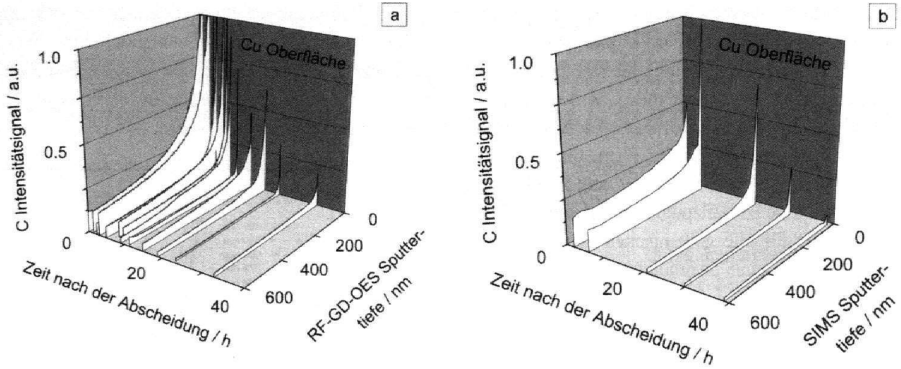 a
Cu Oberfläche
1.0
0.5
0
C Intensitätsignal / a.u.
0
20
40
Zeit nach der Abscheidung / h
0
200
400
600
RF-GD-OES Sputter-
tiefe / nm
b
Cu Oberfläche
1.0
0.5
0
C Intensitätsignal / a.u.
0
20
40
Zeit nach der Abscheidung / h
0
200
400
600
SIMS Sputter-
tiefe / nm